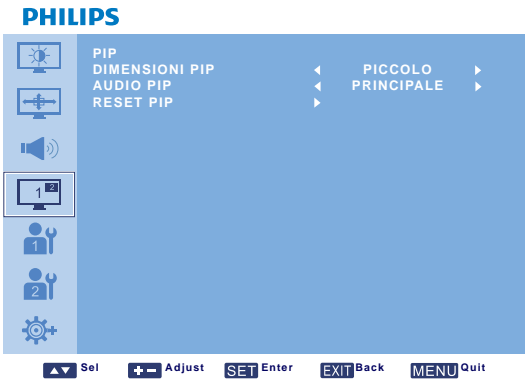 PHILIPS
PIP
DIMENSIONI PIP PICCOLO
AUDIO PIP PRINCIPALE
RESET PIP
1 2
1
2
Sel Adjust SET Enter EXIT Back MENU Quit